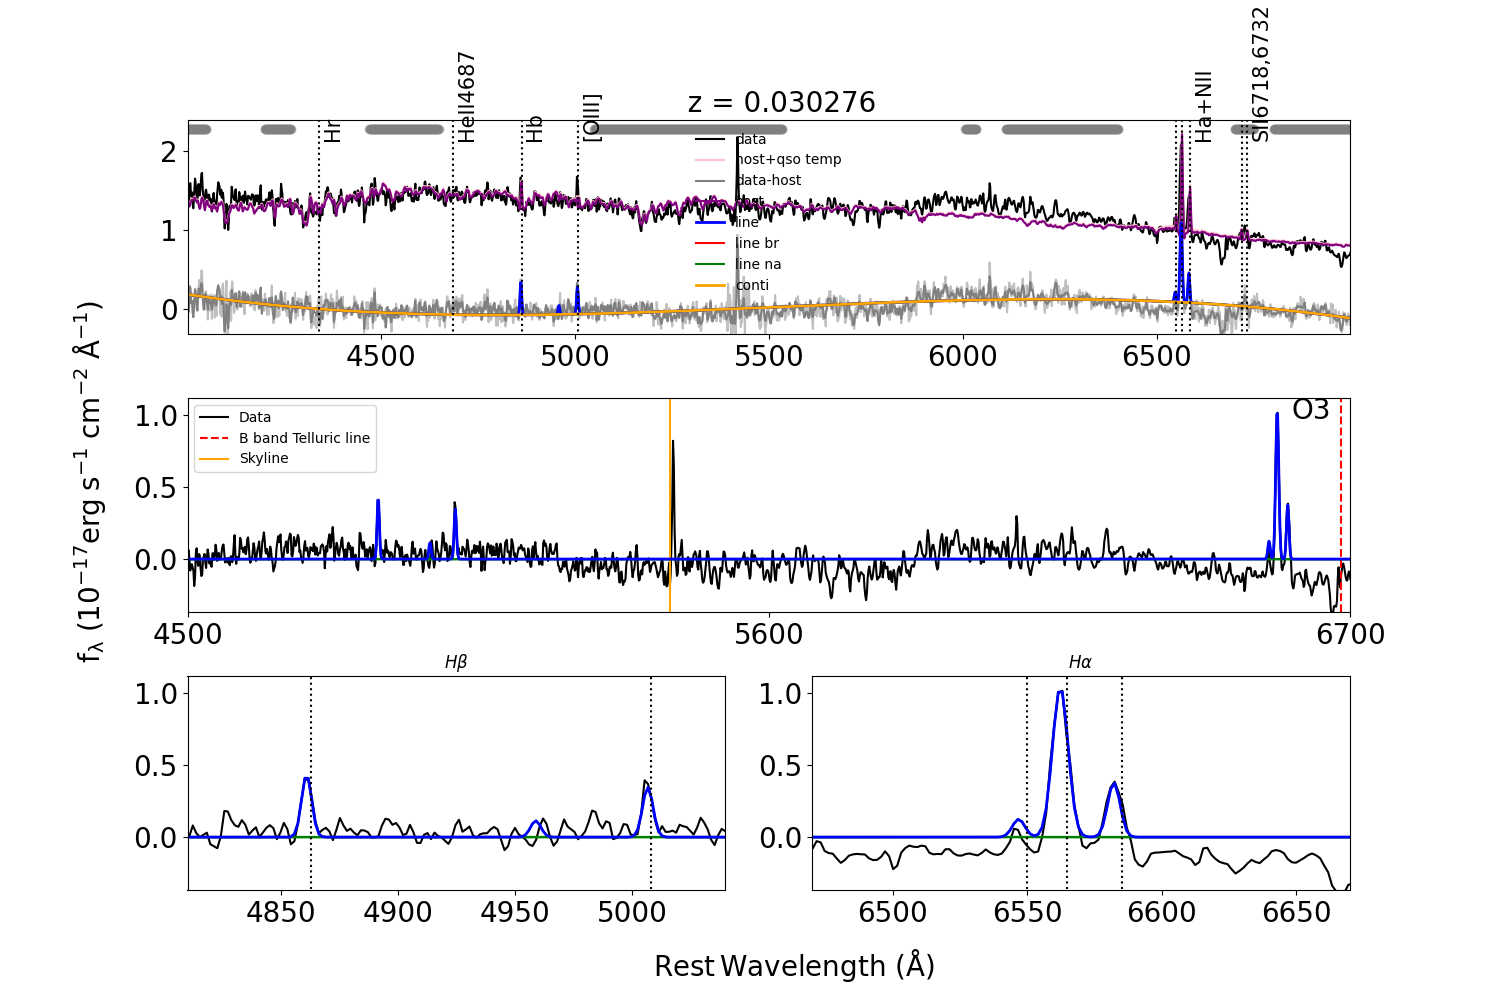 z = 0.030276
Hr
HeII4687
Hb
[OIII]
Ha+NII
SII6718,6732
data
host+qso temp
data-host
line
line br
line na
conti
2
1
0
4500 5000 5500 6000 6500
fλ (10⁻¹⁷erg s⁻¹ cm⁻² Å⁻¹)
Data
B band Telluric line
Skyline
O3
1.0
0.5
0.0
4500 5600 6700
Hβ
1.0
0.5
0.0
4850 4900 4950 5000
Hα
1.0
0.5
0.0
6500 6550 6600 6650
Rest Wavelength (Å)